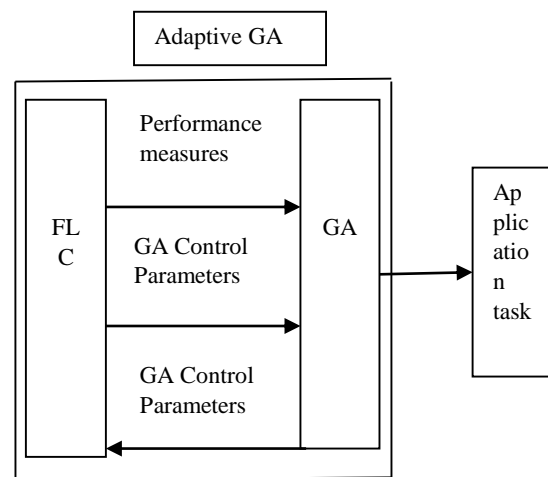 Adaptive GA
Performance
measures
FL
C
GA Control
Parameters
GA
GA Control
Parameters
Ap
plic
atio
n
task